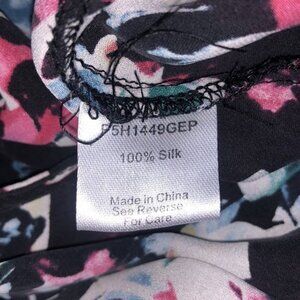 P5H1449GEP
100% Silk
Made in China
See Reverse
For Care